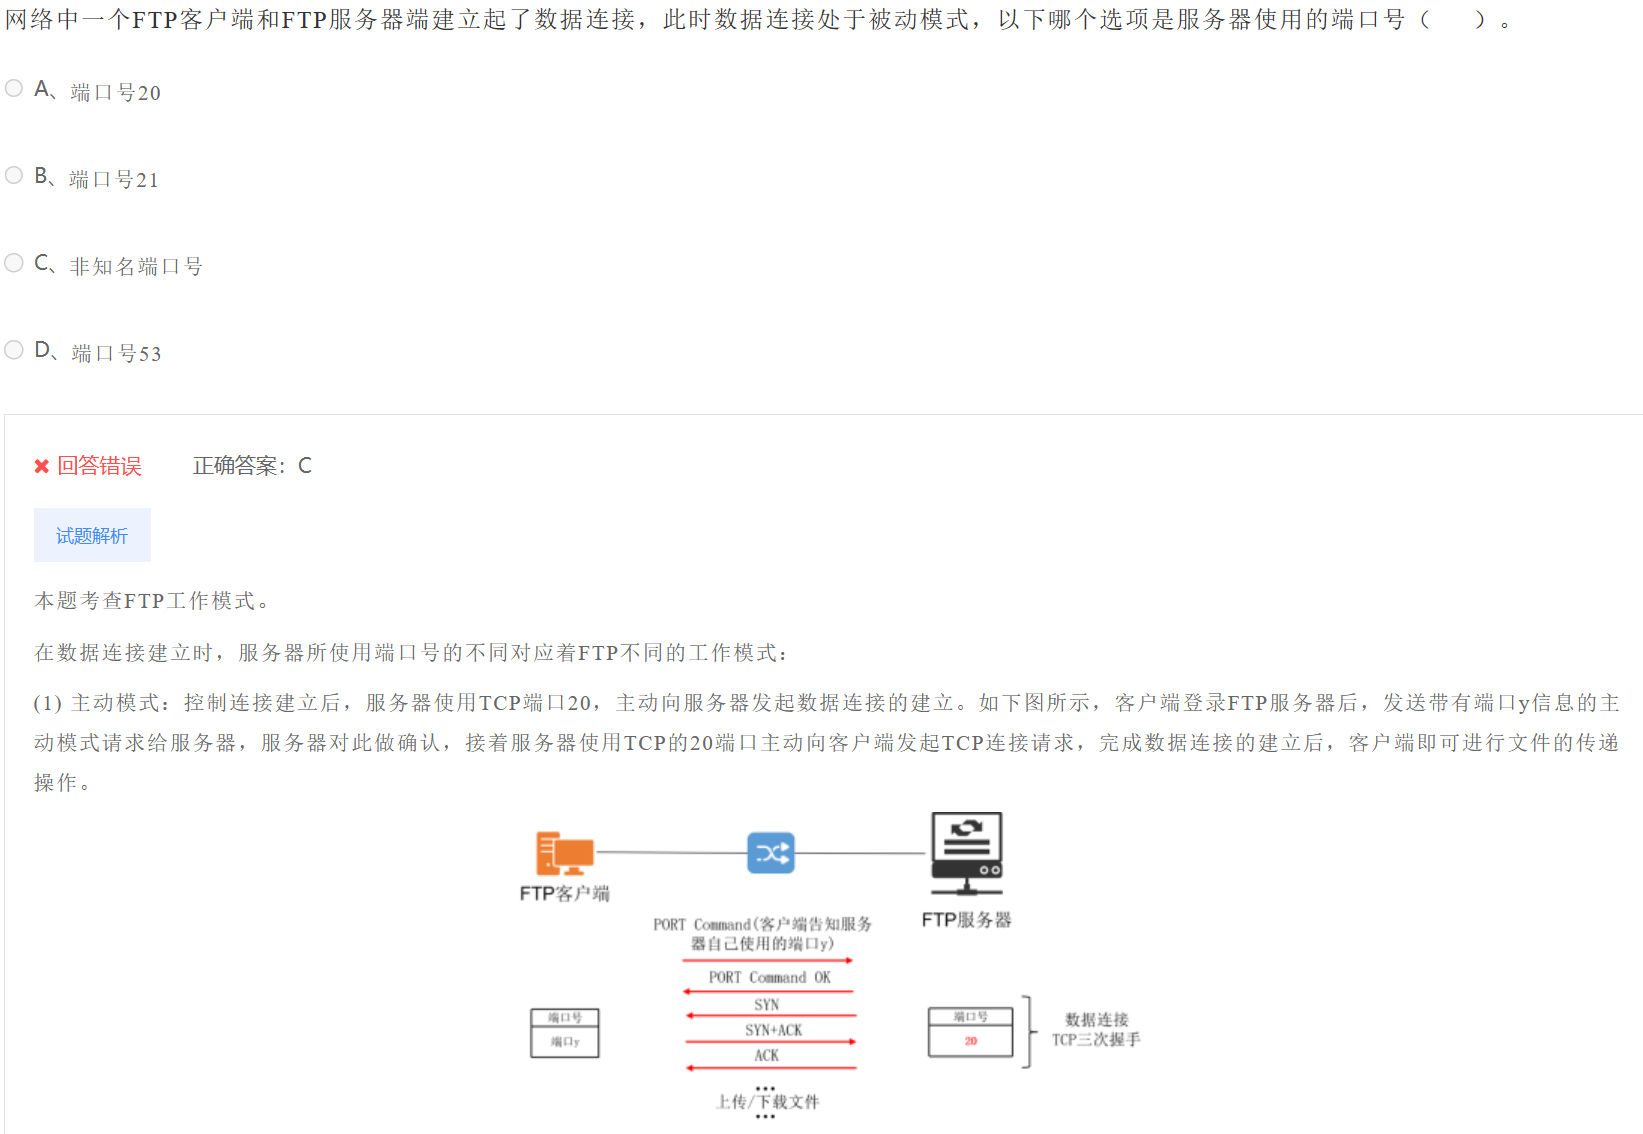 网络中一个FTP客户端和FTP服务器端建立起了数据连接，此时数据连接处于被动模式，以下哪个选项是服务器使用的端口号（　　）。
A、端口号20
B、端口号21
C、非知名端口号
D、端口号53
回答错误 正确答案：C
试题解析
本题考查FTP工作模式。
在数据连接建立时，服务器所使用端口号的不同对应着FTP不同的工作模式：
(1) 主动模式：控制连接建立后，服务器使用TCP端口20，主动向服务器发起数据连接的建立。如下图所示，客户端登录FTP服务器后，发送带有端口y信息的主
动模式请求给服务器，服务器对此做确认，接着服务器使用TCP的20端口主动向客户端发起TCP连接请求，完成数据连接的建立后，客户端即可进行文件的传递
操作。
FTP客户端
FTP服务器
PORT Command(客户端告知服务
器自己使用的端口y)
PORT Command OK
SYN
SYN+ACK
ACK
端口号
端口y
端口号
20
数据连接
TCP三次握手
•••
上传/下载文件
•••